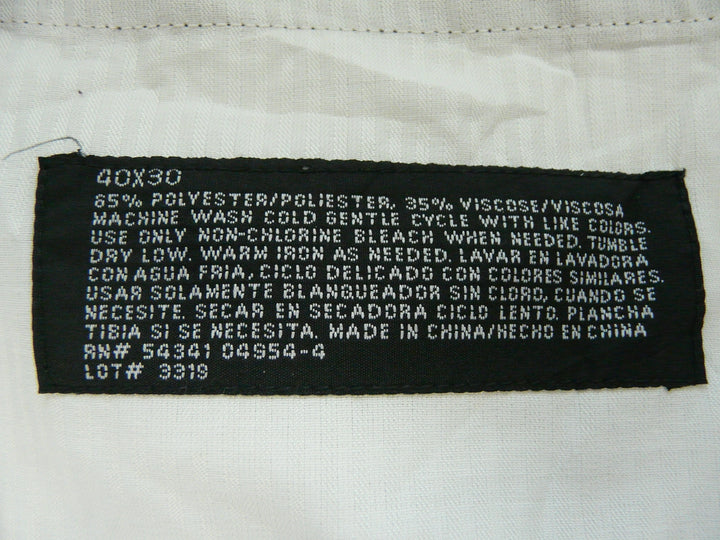 40X30
65% POLYESTER/POLIESTER, 35% VISCOSE/VISCOSA
MACHINE WASH COLD GENTLE CYCLE WITH LIKE COLORS.
USE ONLY NON-CHLORINE BLEACH WHEN NEEDED. TUMBLE
DRY LOW. WARM IRON AS NEEDED. LAVAR EN LAVADORA
CON AGUA FRIA, CICLO DELICADO CON COLORES SIMILARES.
USAR SOLAMENTE BLANQUEADOR SIN CLORO, CUANDO SE
NECESITE. SECAR EN SECADORA CICLO LENTO. PLANCHA
TIBIA SI SE NECESITA. MADE IN CHINA/HECHO EN CHINA
RN# 54341 04954-4
LOT# 3319